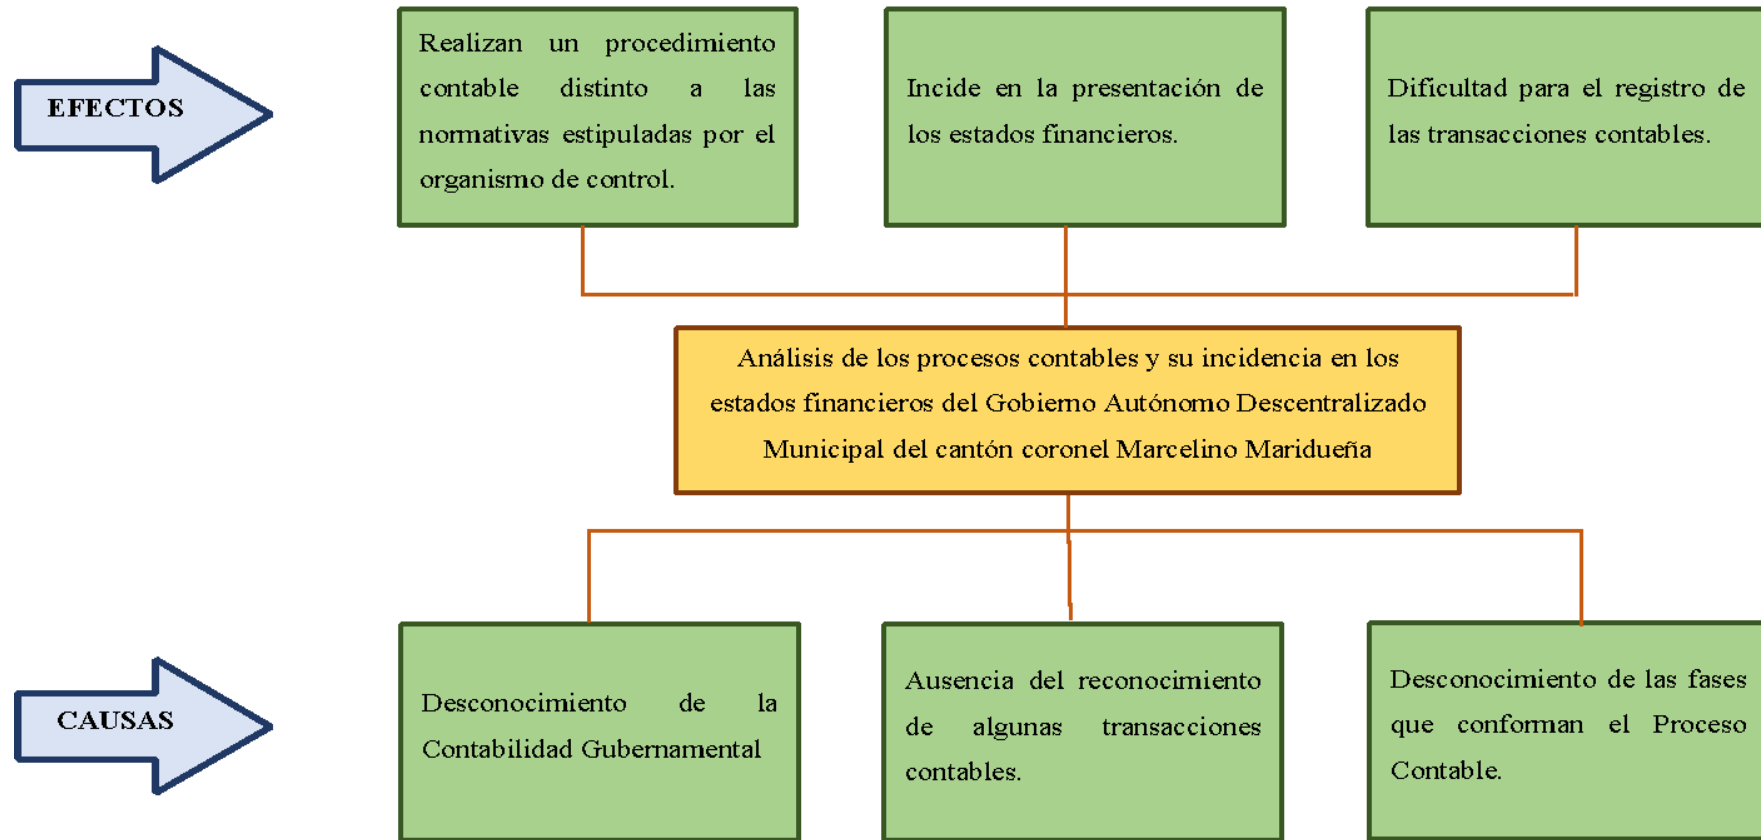 EFECTOS
Realizan un procedimiento
contable distinto a las
normativas estipuladas por el
organismo de control.
Incide en la presentación de
los estados financieros.
Dificultad para el registro de
las transacciones contables.
Análisis de los procesos contables y su incidencia en los
estados financieros del Gobierno Autónomo Descentralizado
Municipal del cantón coronel Marcelino Maridueña
CAUSAS
Desconocimiento de la
Contabilidad Gubernamental
Ausencia del reconocimiento
de algunas transacciones
contables.
Desconocimiento de las fases
que conforman el Proceso
Contable.